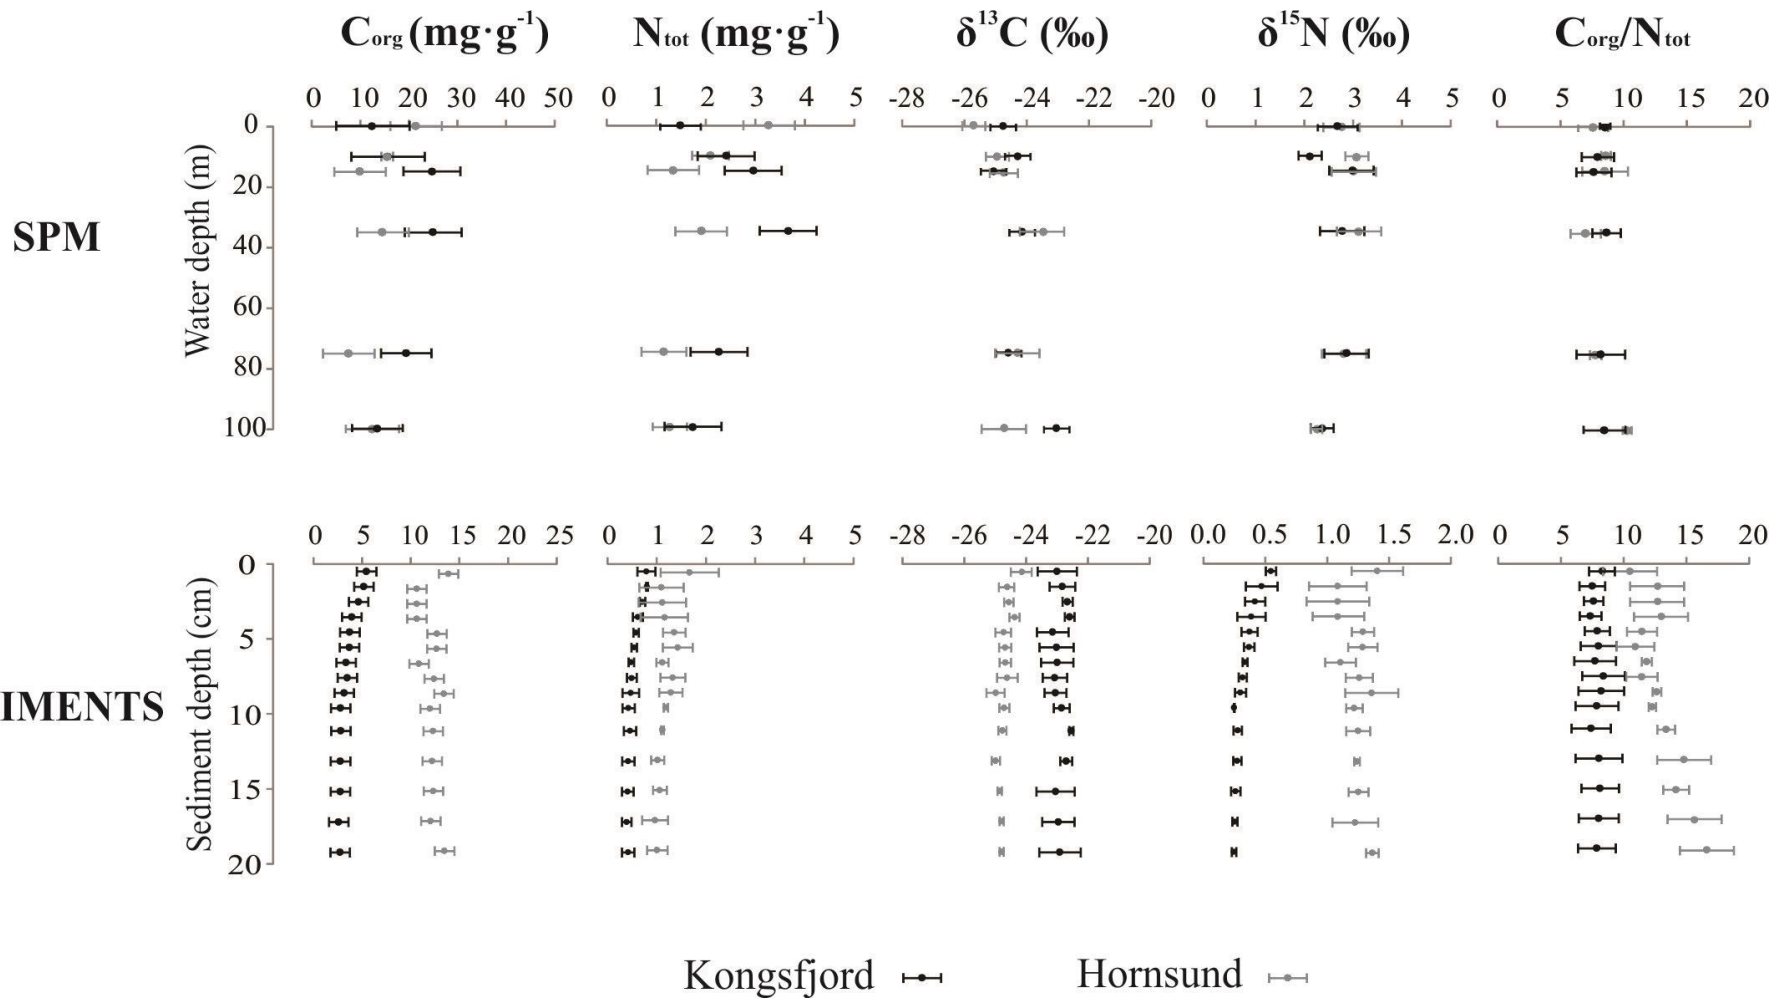 Corg (mg·g-1) Ntot (mg·g-1) δ13C (‰) δ15N (‰) Corg/Ntot
0 10 20 30 40 50 0 1 2 3 4 5 -28 -26 -24 -22 -20 0 1 2 3 4 5 0 5 10 15 20
SPM
Water depth (m)
0
20
40
60
80
100
0 5 10 15 20 25 0 1 2 3 4 5 -28 -26 -24 -22 -20 0.0 0.5 1.0 1.5 2.0 0 5 10 15 20
IMENTS
Sediment depth (cm)
0
5
10
15
20
Kongsfjord Hornsund